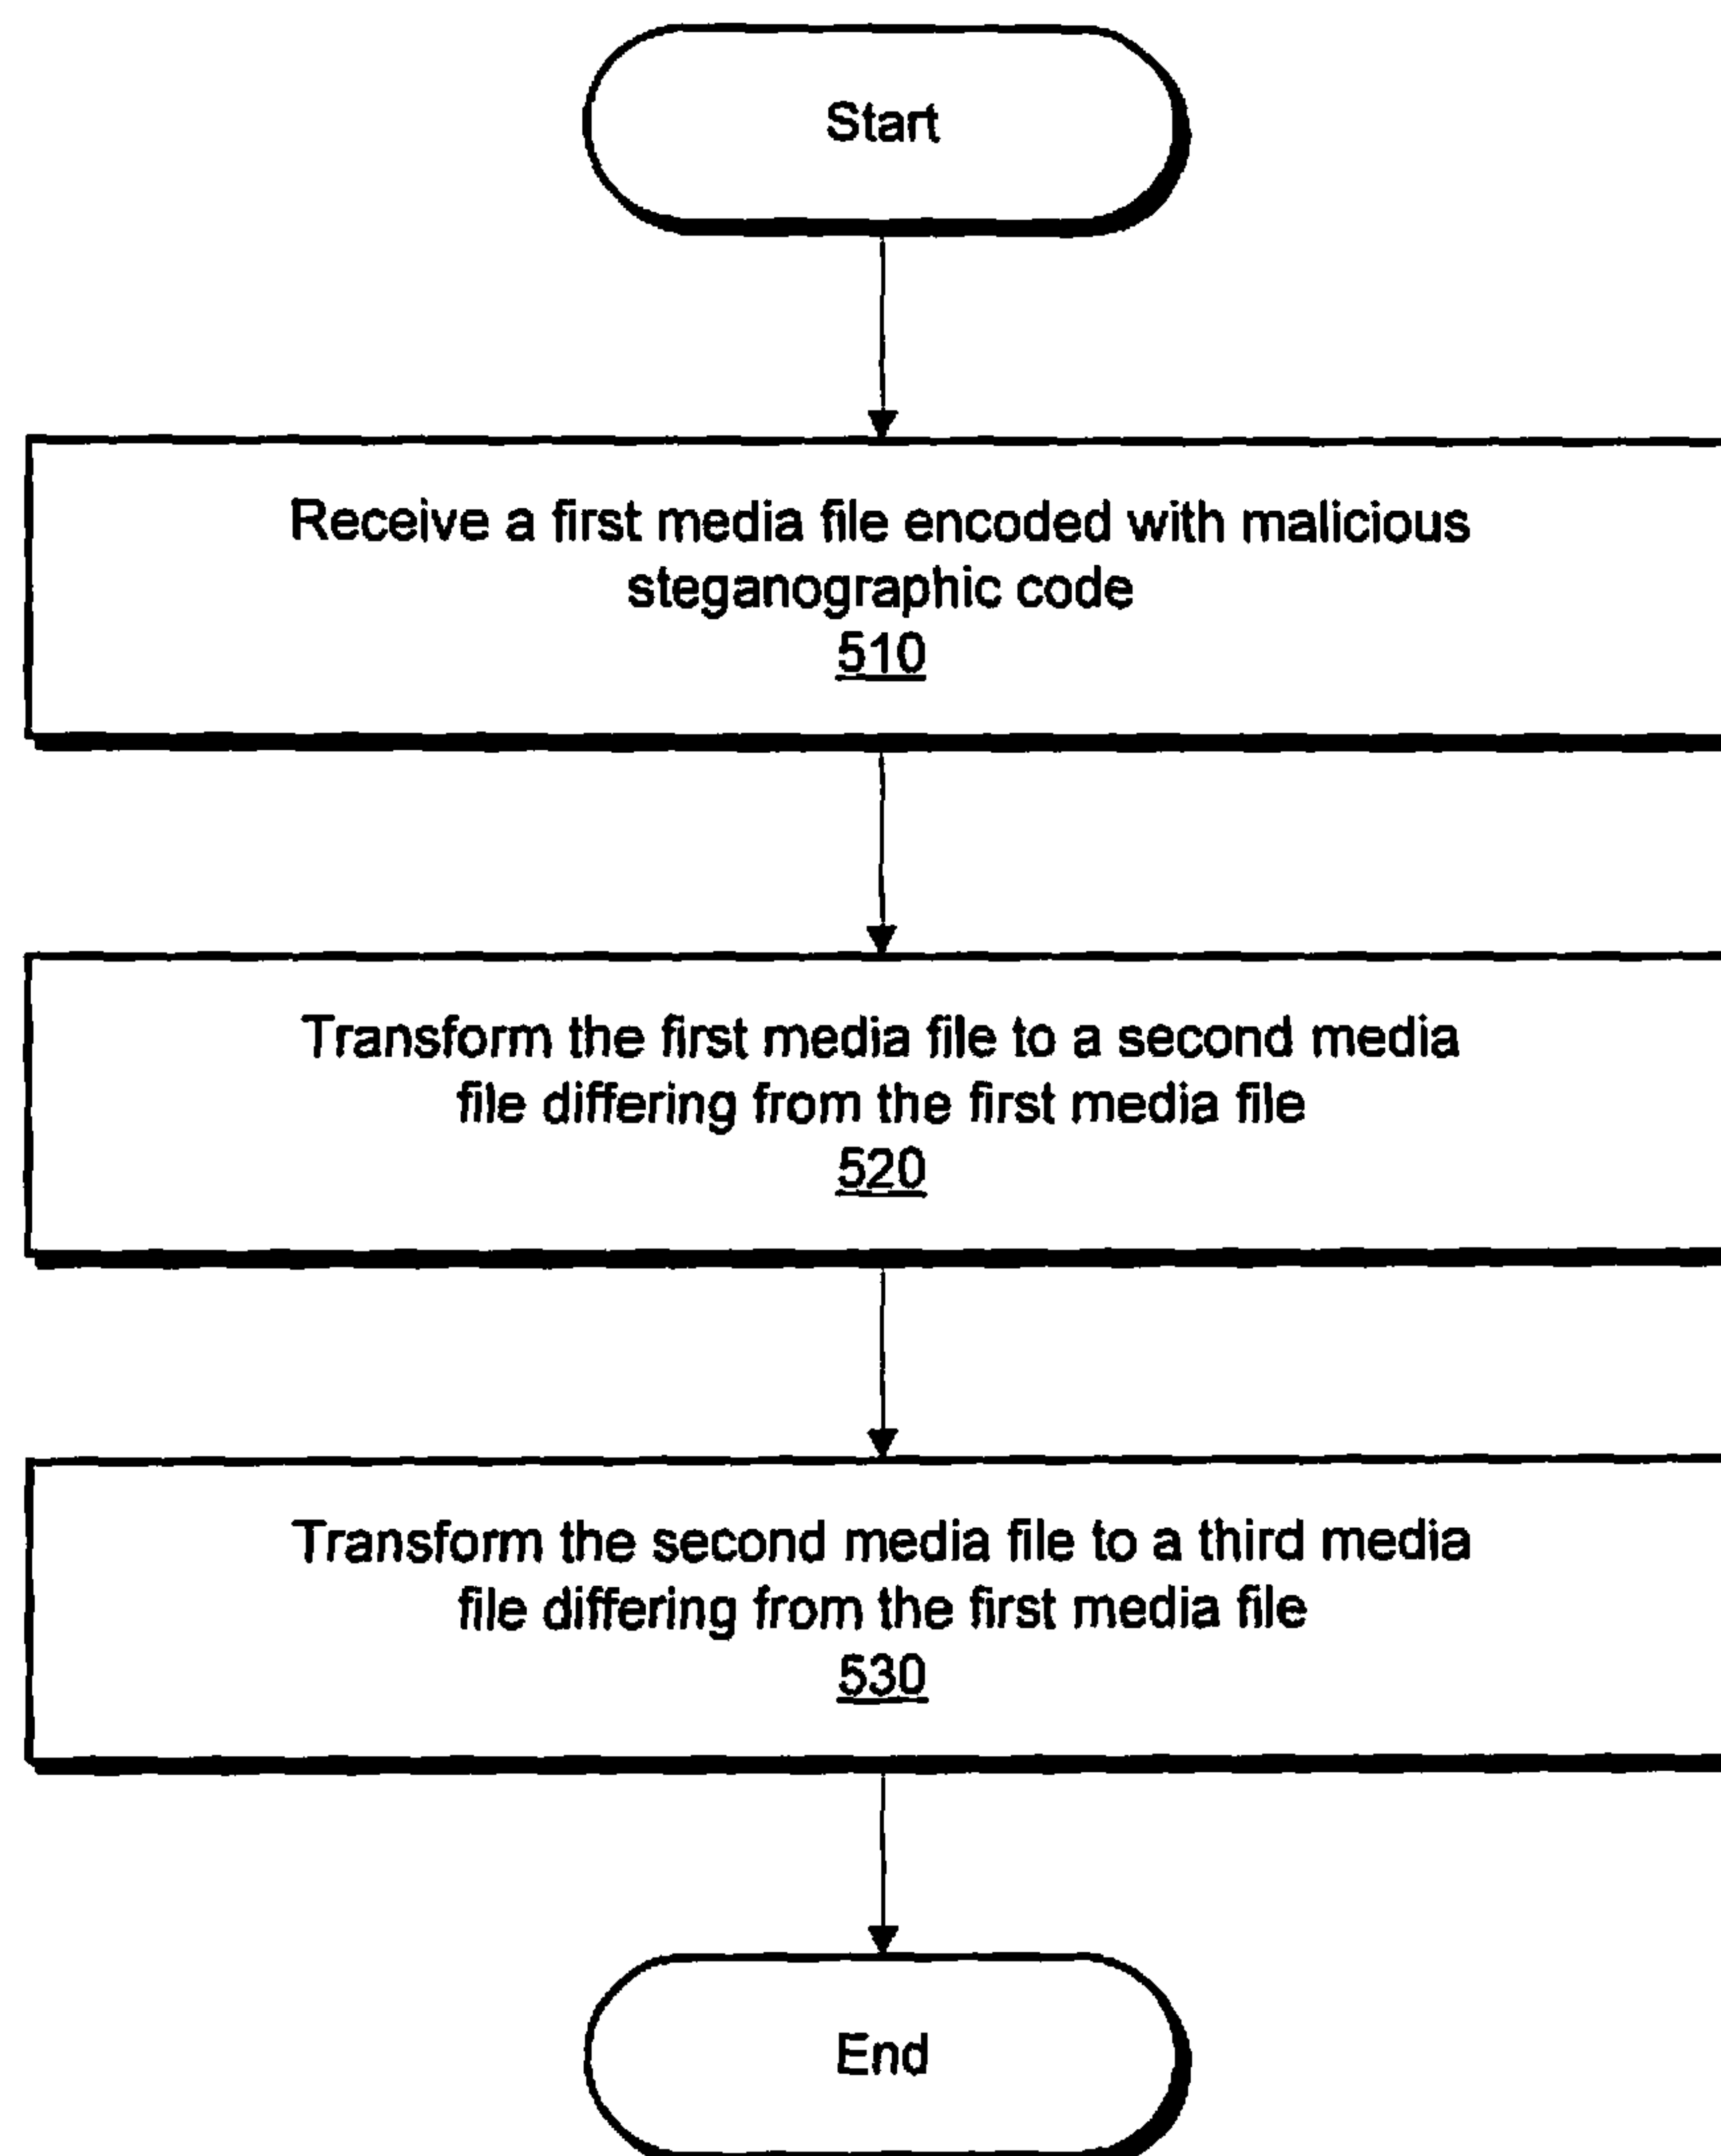 Start
Receive a first media file encoded with malicious
steganographic code
510
Transform the first media file to a second media
file differing from the first media file
520
Transform the second media file to a third media
file differing from the first media file
530
End